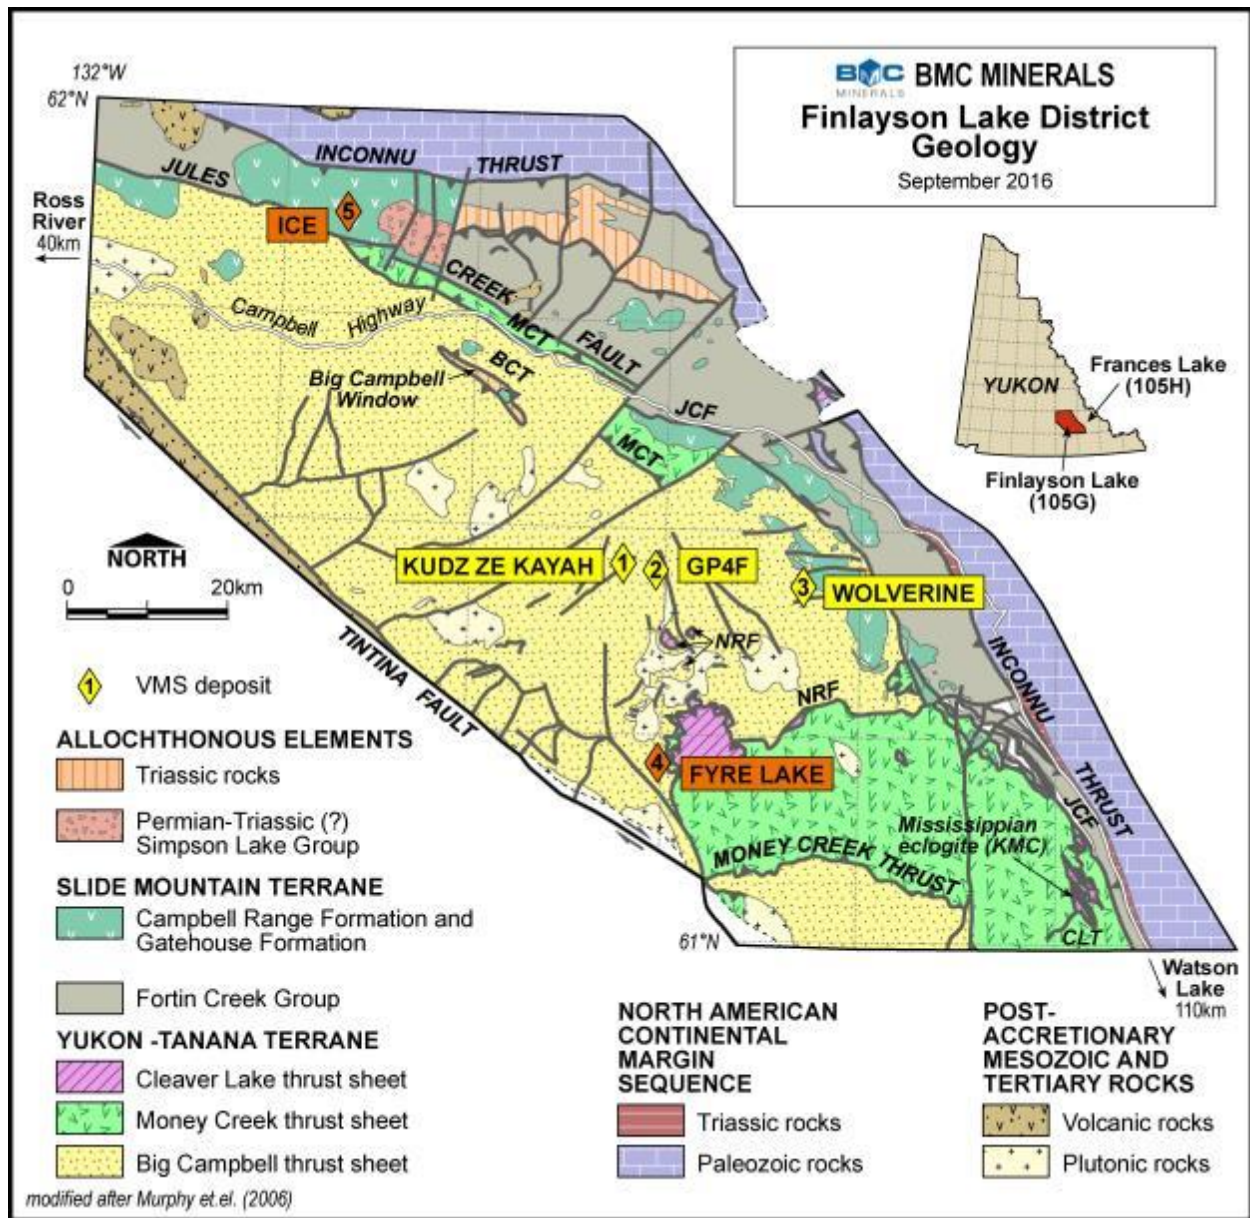 BMC MINERALS
BMC MINERALS
Finlayson Lake District
Geology
September 2016
132°W
62°N
INCONNU THRUST
JULES
Ross
River
40km
ICE
5
CREEK
Campbell Highway
MCT
FAULT
BCT
Big Campbell
Window
JCF
MCT
YUKON
Frances Lake
(105H)
Finlayson Lake
(105G)
NORTH
0 20km
KUDZ ZE KAYAH
1
2
GP4F
3
WOLVERINE
NRF
INCONNU
THRUST
TINTINA FAULT
NRF
4
FYRE LAKE
JCF
Mississippian
eclogite (KMC)
MONEY CREEK THRUST
61°N
CLT
Watson
Lake
110km
1
VMS deposit
ALLOCHTHONOUS ELEMENTS
Triassic rocks
Permian-Triassic (?)
Simpson Lake Group
SLIDE MOUNTAIN TERRANE
Campbell Range Formation and
Gatehouse Formation
Fortin Creek Group
YUKON -TANANA TERRANE
Cleaver Lake thrust sheet
Money Creek thrust sheet
Big Campbell thrust sheet
NORTH AMERICAN
CONTINENTAL
MARGIN
SEQUENCE
Triassic rocks
Paleozoic rocks
POST-
ACCRETIONARY
MESOZOIC AND
TERTIARY ROCKS
Volcanic rocks
Plutonic rocks
modified after Murphy et.el. (2006)